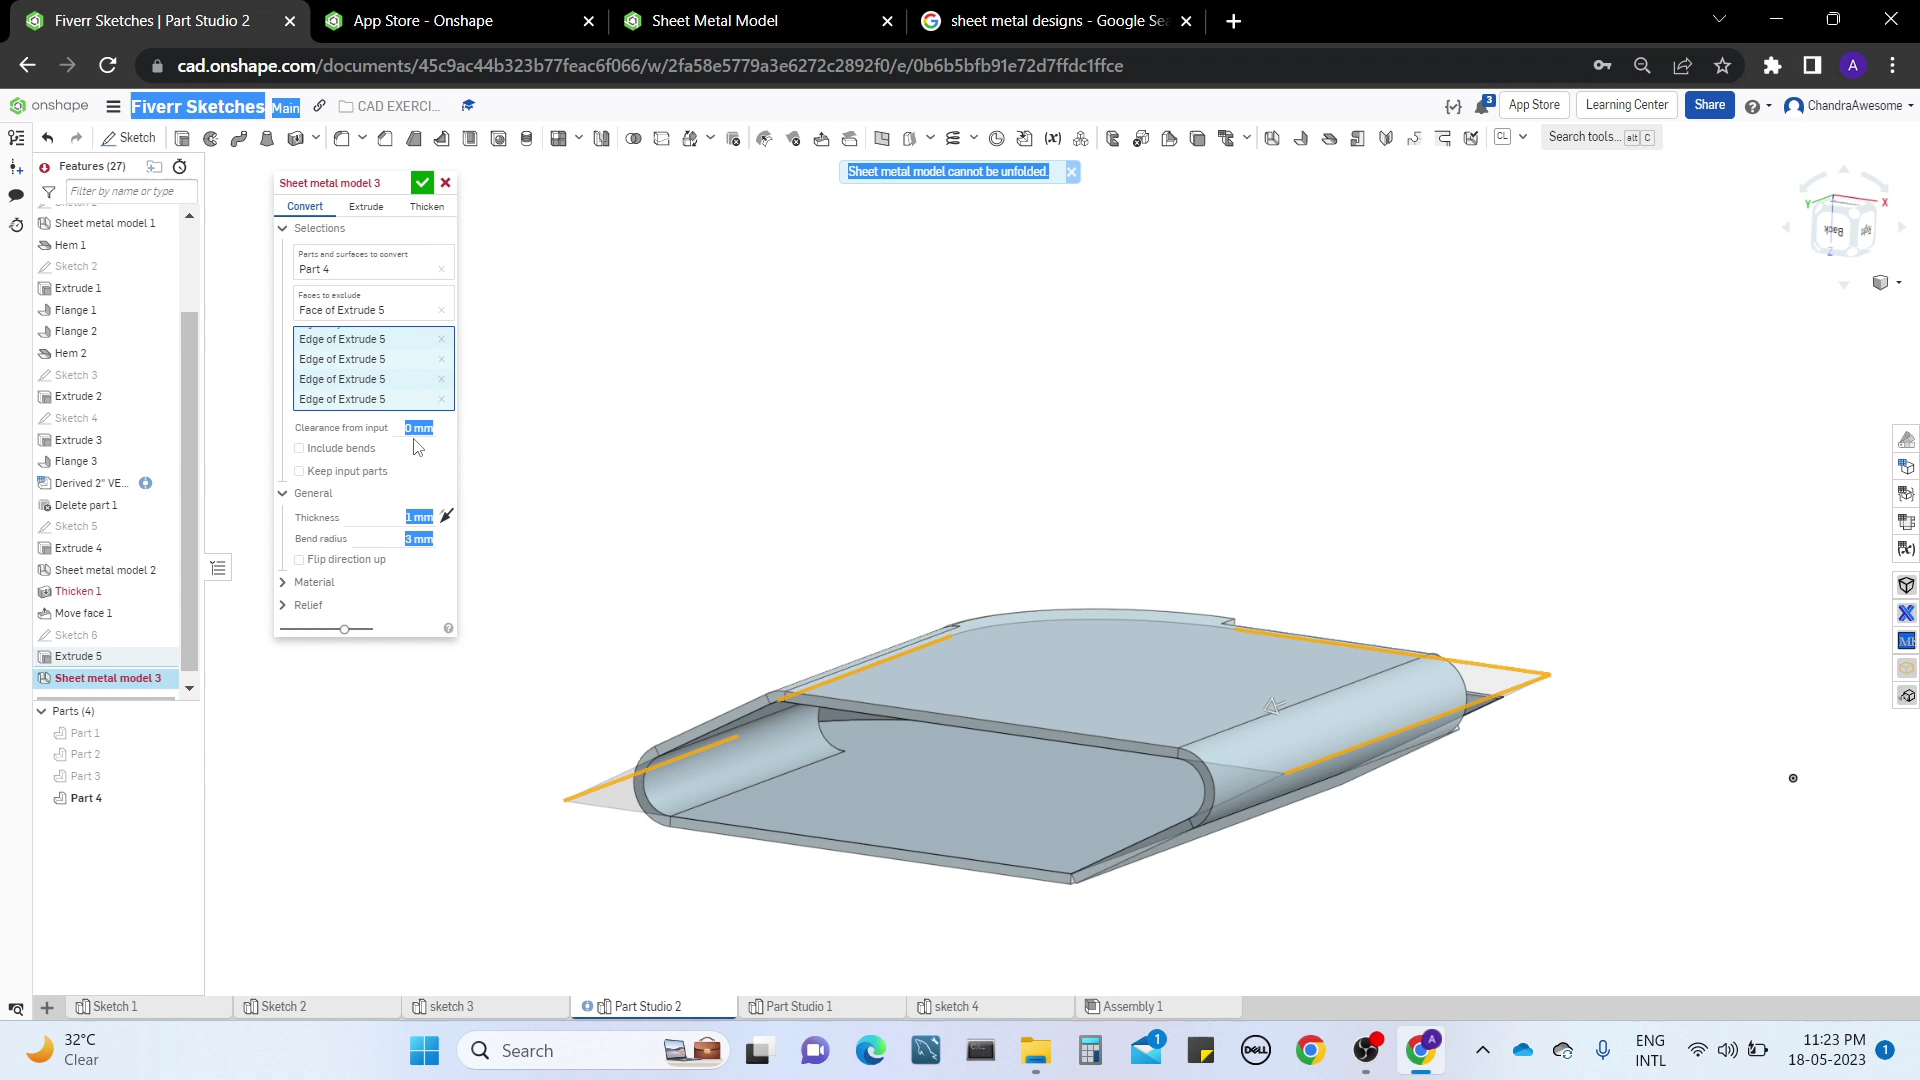 Fiverr Sketches | Part Studio 2
App Store - Onshape
Sheet Metal Model
sheet metal designs - Google Sea
cad.onshape.com/documents/45c9ac44b323b77feac6f066/w/2fa58e5779a3e6272c2892f0/e/0b6b5bfb91e72d7ffdc1ffce
A
onshape
Fiverr Sketches
Main
CAD EXERCI...
3
App Store
Learning Center
Share
ChandraAwesome
Sketch
CL
Search tools... alt C
Features (27)
Filter by name or type
Sheet metal model 1
Hem 1
Sketch 2
Extrude 1
Flange 1
Flange 2
Hem 2
Sketch 3
Extrude 2
Sketch 4
Extrude 3
Flange 3
Derived 2" VE...
Delete part 1
Sketch 5
Extrude 4
Sheet metal model 2
Thicken 1
Move face 1
Sketch 6
Extrude 5
Sheet metal model 3
Parts (4)
Part 1
Part 2
Part 3
Part 4
Sheet metal model 3
Convert
Extrude
Thicken
Selections
Parts and surfaces to convert
Part 4
Faces to exclude
Face of Extrude 5
Edge of Extrude 5
Edge of Extrude 5
Edge of Extrude 5
Edge of Extrude 5
Clearance from input 0 mm
Include bends
Keep input parts
General
Thickness 1 mm
Bend radius 3 mm
Flip direction up
Material
Relief
Sheet metal model cannot be unfolded.
Y
X
Back
Z
Sketch 1
Sketch 2
sketch 3
Part Studio 2
Part Studio 1
sketch 4
Assembly 1
32°C
Clear
Search
DELL
1
A
ENG
INTL
11:23 PM
18-05-2023
1